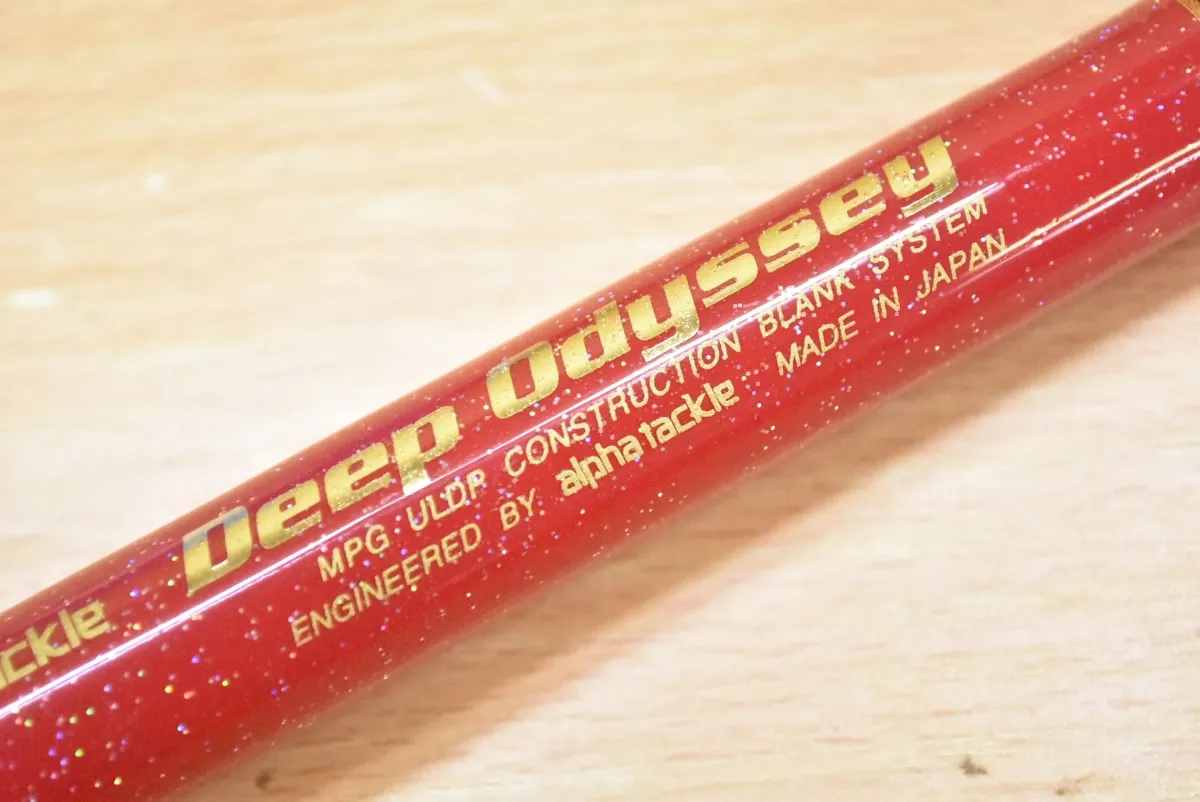 ackle Deep Odyssey
MPG ULDP CONSTRUCTION BLANK SYSTEM
ENGINEERED BY alpha tackle MADE IN JAPAN